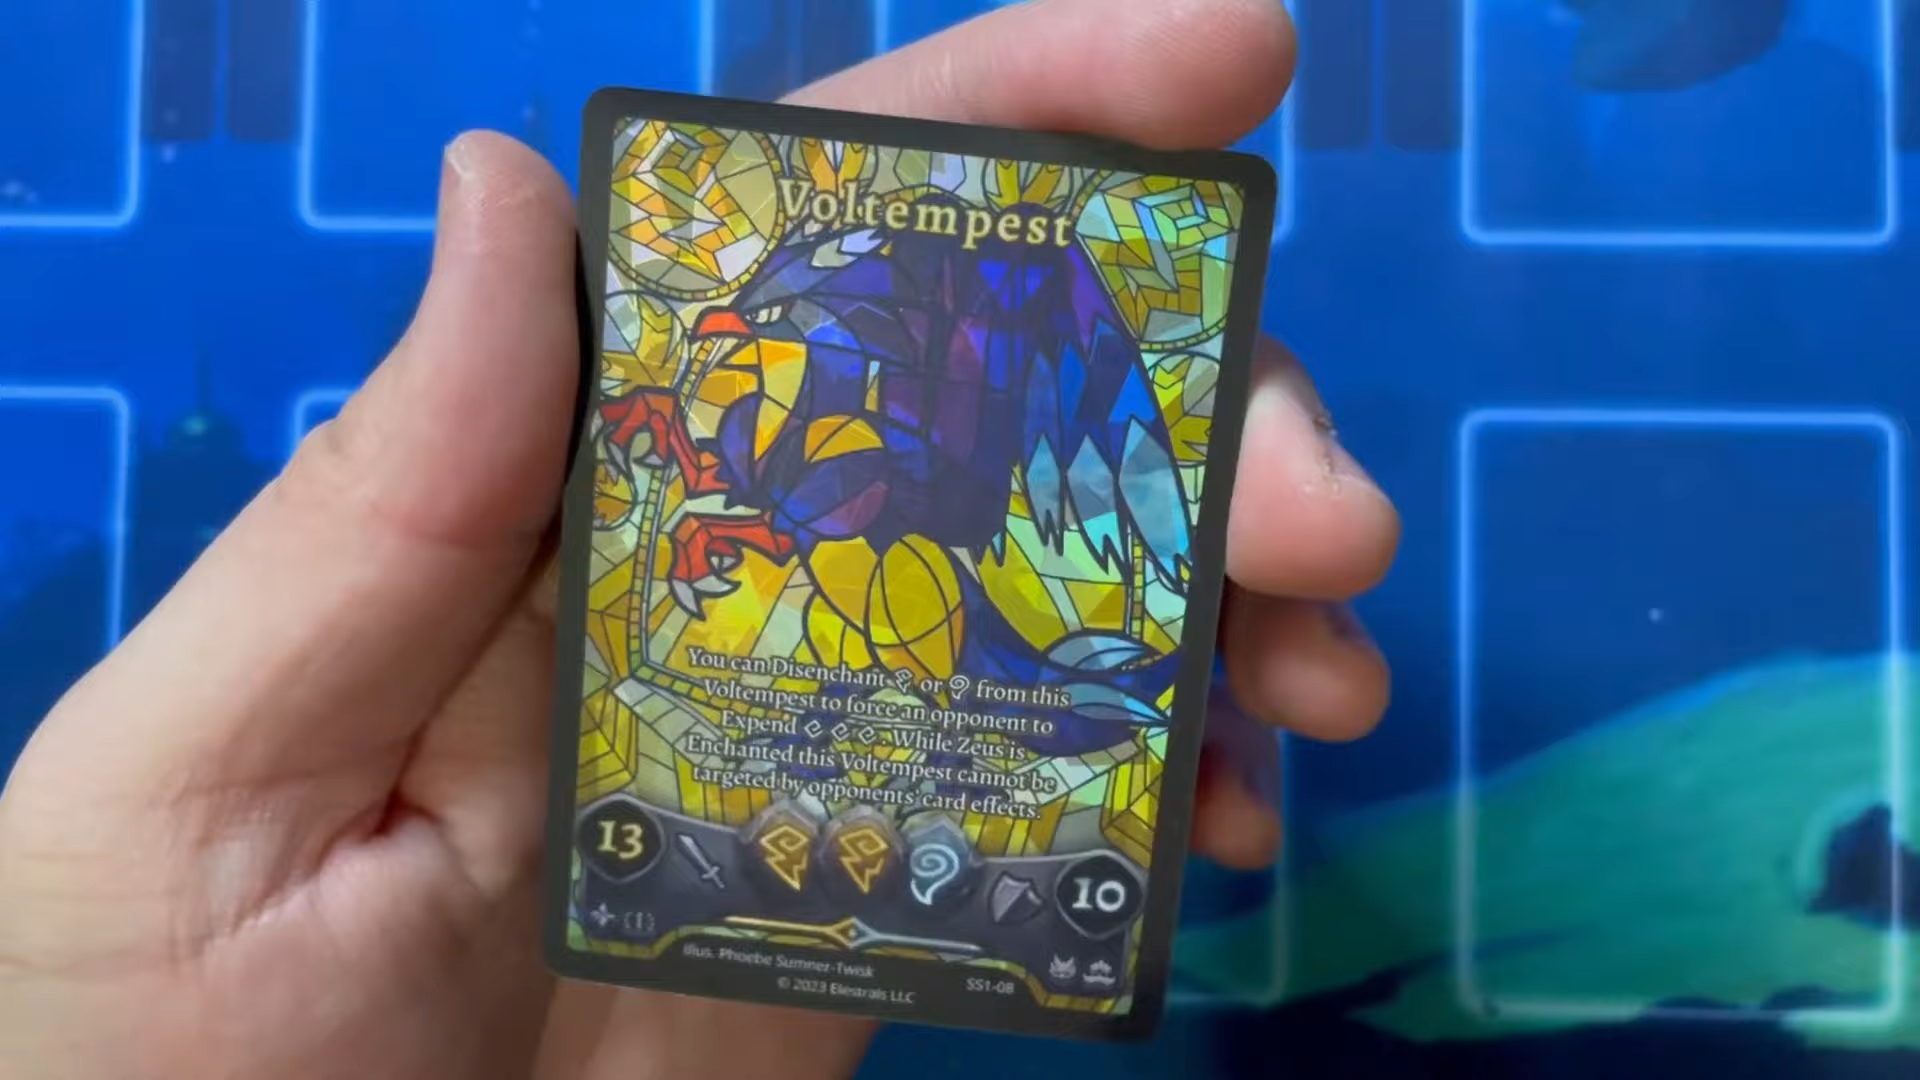 Voltempest
You can Disenchant or from this
Voltempest to force an opponent to
Expend . While Zeus is
Enchanted this Voltempest cannot be
targeted by opponents' card effects.
13
10
(1)
Illus. Phoebe Sumner-Twisk
© 2023 Elestrals LLC
SS1-08